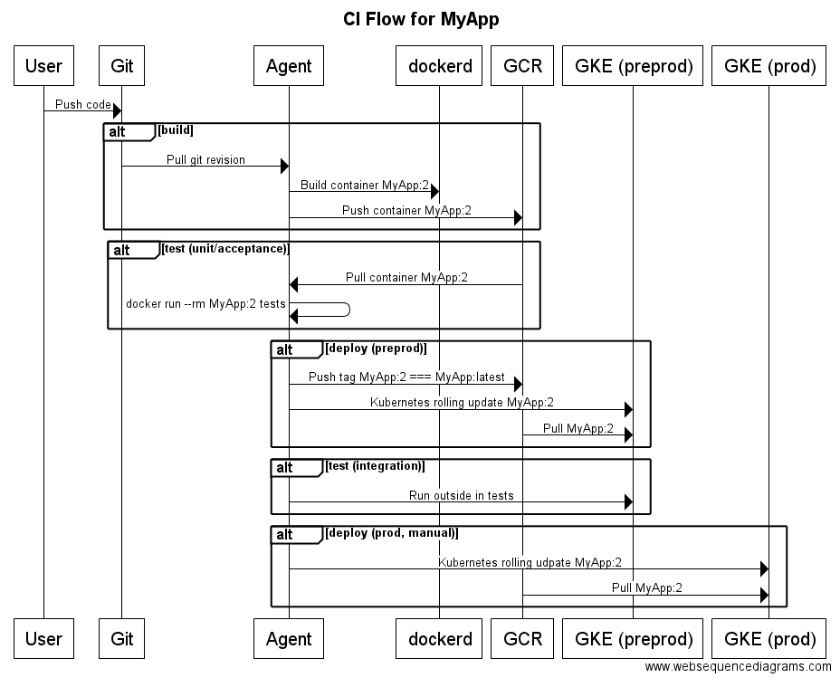 CI Flow for MyApp
User Git Agent dockerd GCR GKE (preprod) GKE (prod)
Push code
alt [build]
Pull git revision
Build container MyApp:2
Push container MyApp:2
alt [test (unit/acceptance)]
Pull container MyApp:2
docker run --rm MyApp:2 tests
alt [deploy (preprod)]
Push tag MyApp:2 === MyApp:latest
Kubernetes rolling update MyApp:2
Pull MyApp:2
alt [test (integration)]
Run outside in tests
alt [deploy (prod, manual)]
Kubernetes rolling udpate MyApp:2
Pull MyApp:2
User Git Agent dockerd GCR GKE (preprod) GKE (prod)
www.websequencediagrams.com